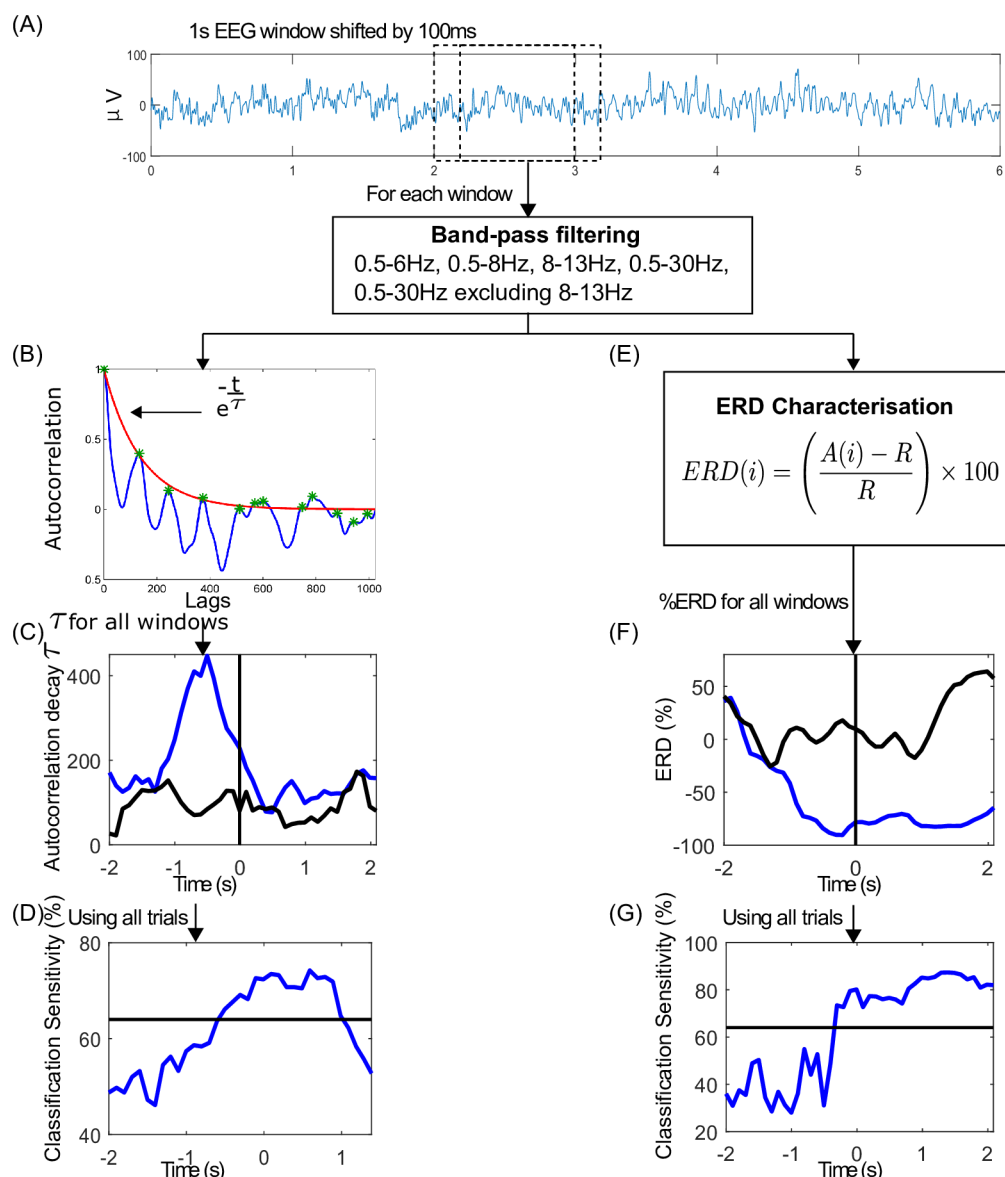 (A)
1s EEG window shifted by 100ms
100
0
-100
μ V
0 1 2 3 4 5 6
For each window
Band-pass filtering
0.5-6Hz, 0.5-8Hz, 8-13Hz, 0.5-30Hz,
0.5-30Hz excluding 8-13Hz
(B)
Autocorrelation
1
0.5
0
0.5
e^{-t/τ}
0 200 400 600 800 1000
Lags
τ for all windows
(C)
Autocorrelation decay τ
400
200
0
-2 -1 0 1 2
Time (s)
(D)
Using all trials
Classification Sensitivity (%)
80
60
40
-2 -1 0 1
Time (s)
(E)
ERD Characterisation
ERD(i) = ( A(i) − R / R ) × 100
%ERD for all windows
(F)
ERD (%)
50
0
-50
-100
-2 0 2
Time (s)
(G)
Using all trials
Classification Sensitivity (%)
100
80
60
40
20
-2 -1 0 1 2
Time (s)